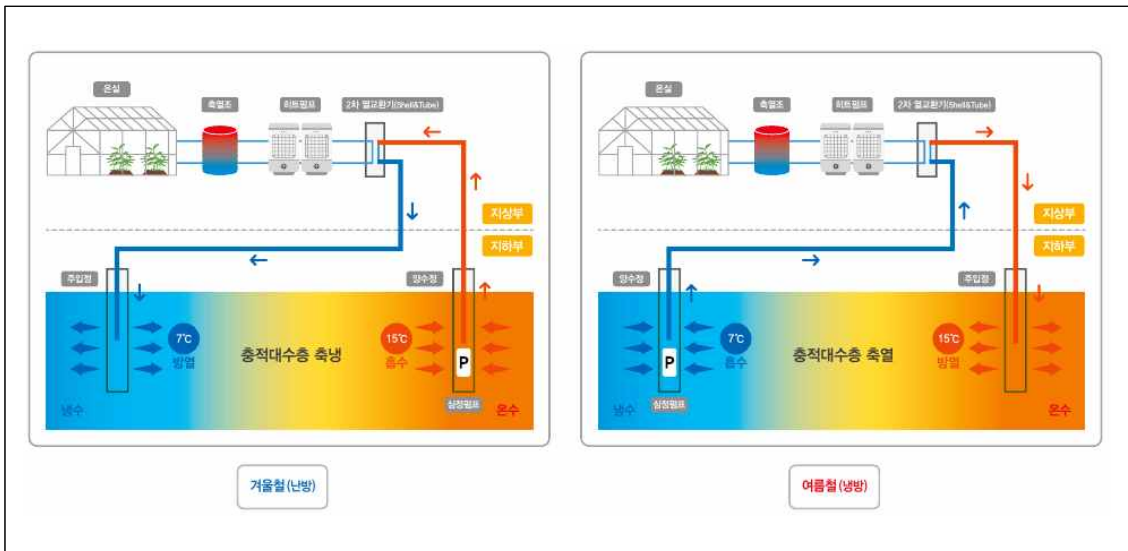 온실
축열조
히트펌프
2차 열교환기(Shell&Tube)
지상부
지하부
주입정
양수정
7℃
방열
충적대수층 축냉
15℃
흡수
P
냉수
심정펌프
온수
겨울철 (난방)
온실
축열조
히트펌프
2차 열교환기(Shell&Tube)
지상부
지하부
양수정
주입정
7℃
흡수
충적대수층 축열
15℃
방열
P
냉수
심정펌프
온수
여름철 (냉방)